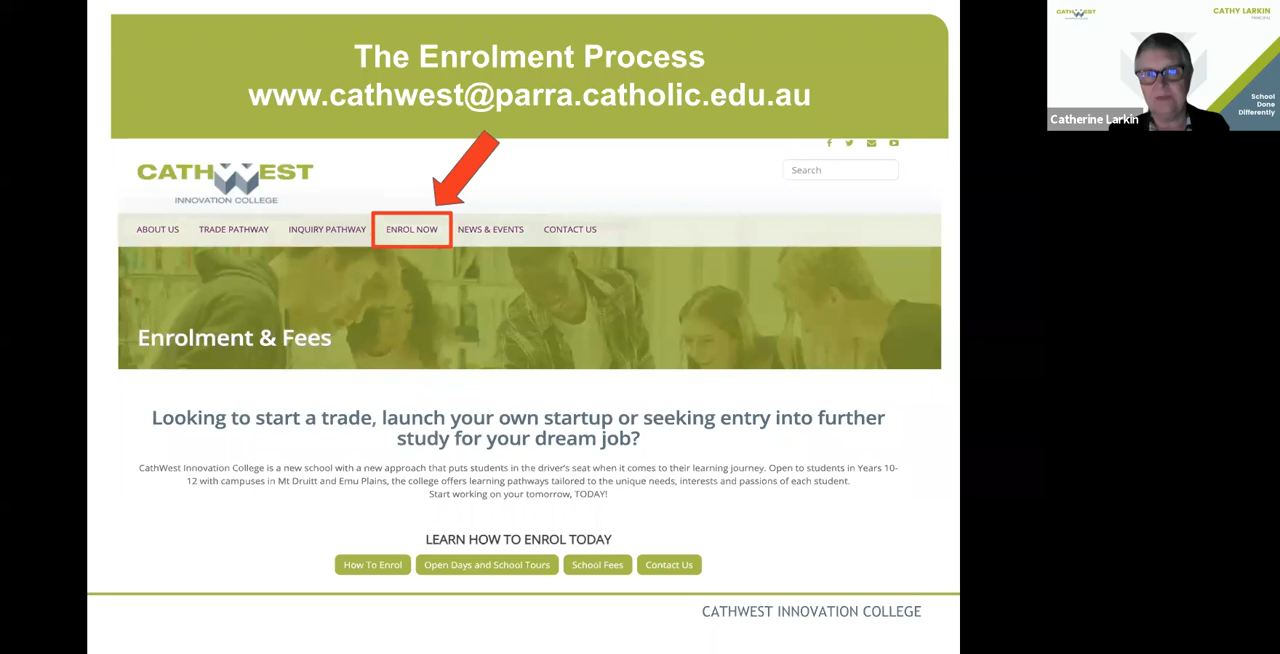 The Enrolment Process
www.cathwest@parra.catholic.edu.au
CATHWEST
INNOVATION COLLEGE
Search
ABOUT US TRADE PATHWAY INQUIRY PATHWAY ENROL NOW NEWS & EVENTS CONTACT US
Enrolment & Fees
Looking to start a trade, launch your own startup or seeking entry into further
study for your dream job?
CathWest Innovation College is a new school with a new approach that puts students in the driver's seat when it comes to their learning journey. Open to students in Years 10-
12 with campuses in Mt Druitt and Emu Plains, the college offers learning pathways tailored to the unique needs, interests and passions of each student.
Start working on your tomorrow, TODAY!
LEARN HOW TO ENROL TODAY
How To Enrol Open Days and School Tours School Fees Contact Us
CATHWEST INNOVATION COLLEGE
CATHWEST
CATHY LARKIN
PRINCIPAL
School
Done
Differently
Catherine Larkin